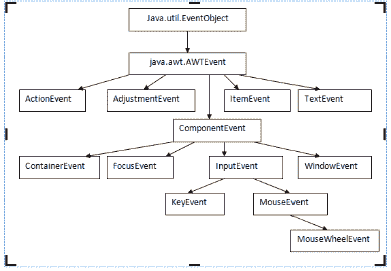 Java.util.EventObject
java.awt.AWTEvent
ActionEvent
AdjustmentEvent
ItemEvent
TextEvent
ComponentEvent
ContainerEvent
FocusEvent
InputEvent
WindowEvent
KeyEvent
MouseEvent
MouseWheelEvent